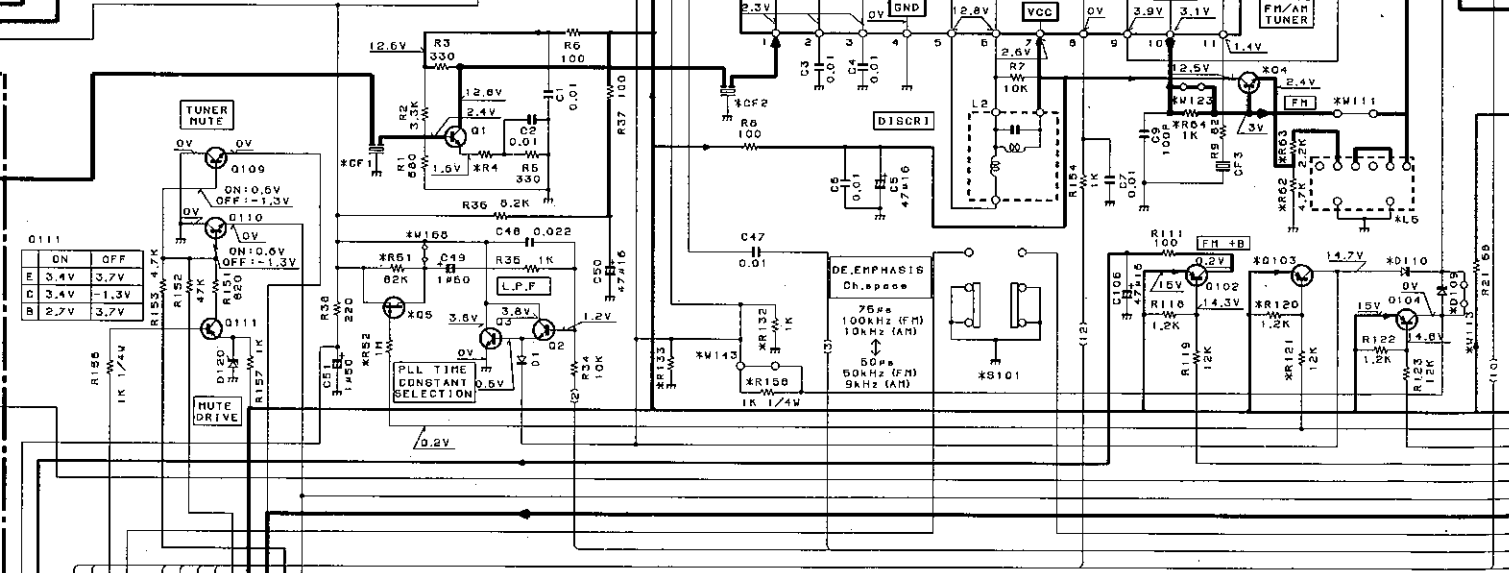 2.3V
0V
GND
12.8V
VCC
0V
3.9V
3.1V
FM/AM
TUNER
1
2
3
4
5
6
7
8
9
10
11
1.4V
12.6V
R3
330
R6
100
2.6V
R7
10K
C3
0.01
C4
0.01
12.5V
*Q4
2.4V
FM
*W111
*W123
*R64
1K
3V
TUNER
MUTE
R2
3.3K
12.8V
2.4V
Q1
C1
0.01
C2
0.01
R37
100
*CF2
R8
100
DISCRI
L2
C9
100P
R9
82
CF3
*R63
2.2K
*R62
4.7K
*L5
0V
0V
Q109
*CF1
R1
680
1.5V
*R4
R5
330
C6
0.01
C5
47μ16
R154
1K
C7
0.01
ON:0.6V
OFF:-1.3V
Q110
0V
0V
ON:0.6V
OFF:-1.3V
R36
8.2K
C48
0.022
*W168
Q111
ON
OFF
E
3.4V
3.7V
C
3.4V
-1.3V
B
2.7V
3.7V
R153
4.7K
R152
47K
R151
820
*R61
82K
C49
1μ50
R35
1K
L.P.F
C50
47μ16
C47
0.01
DE.EMPHASIS
Ch.space
75μs
100kHz (FM)
10kHz (AM)
50μs
50kHz (FM)
9kHz (AM)
*S101
R111
100
FM +B
0.2V
15V
Q102
14.3V
C106
47μ16
R118
1.2K
R119
12K
*Q103
14.7V
*R120
1.2K
*R121
12K
*D110
*D109
0V
Q104
15V
14.8V
R122
1.2K
R123
12K
*W113
R21
68
Q111
D120
R157
1K
R156
1K 1/4W
MUTE
DRIVE
R38
220
C51
1μ50
*Q5
*R52
1M
3.6V
Q3
3.8V
Q2
1.2V
0V
0.5V
D1
R34
10K
PLL TIME
CONSTANT
SELECTION
0.2V
*R132
1K
*R133
*W143
*R158
1K 1/4W
(2)
(3)
(12)
(10)